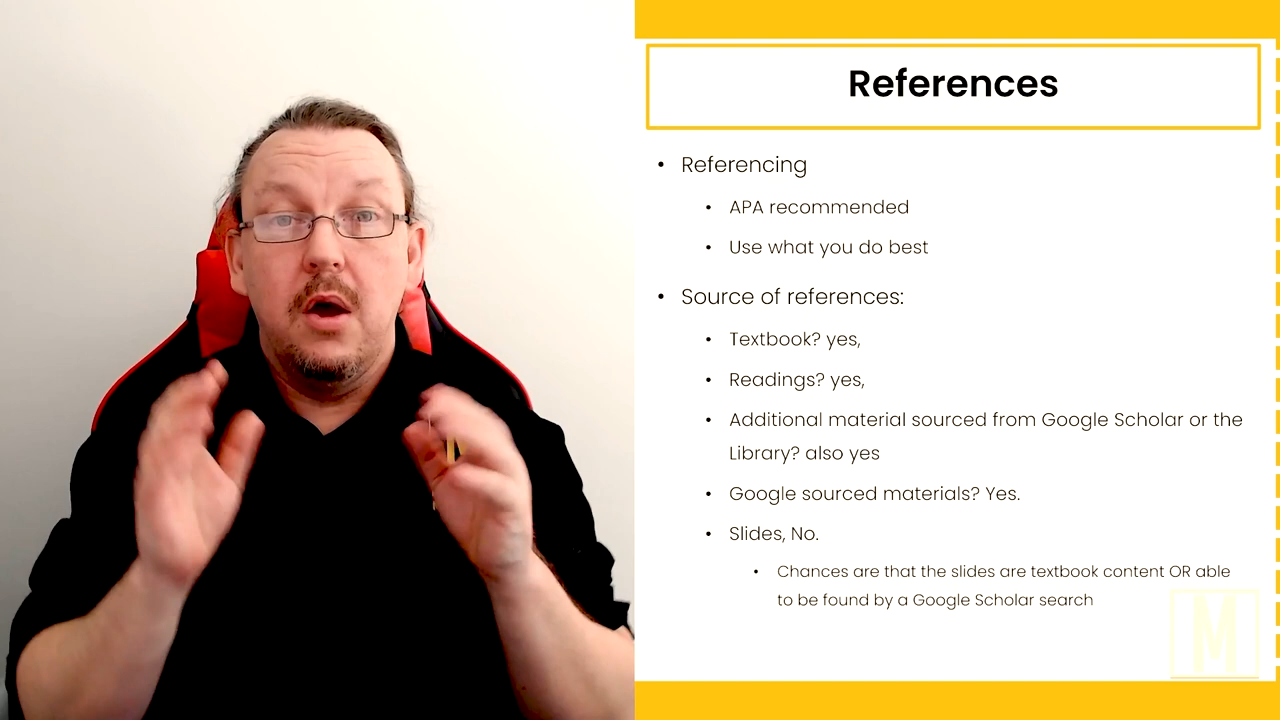 References
• Referencing
• APA recommended
• Use what you do best
• Source of references:
• Textbook? yes,
• Readings? yes,
• Additional material sourced from Google Scholar or the
Library? also yes
• Google sourced materials? Yes.
• Slides, No.
• Chances are that the slides are textbook content OR able
to be found by a Google Scholar search
M